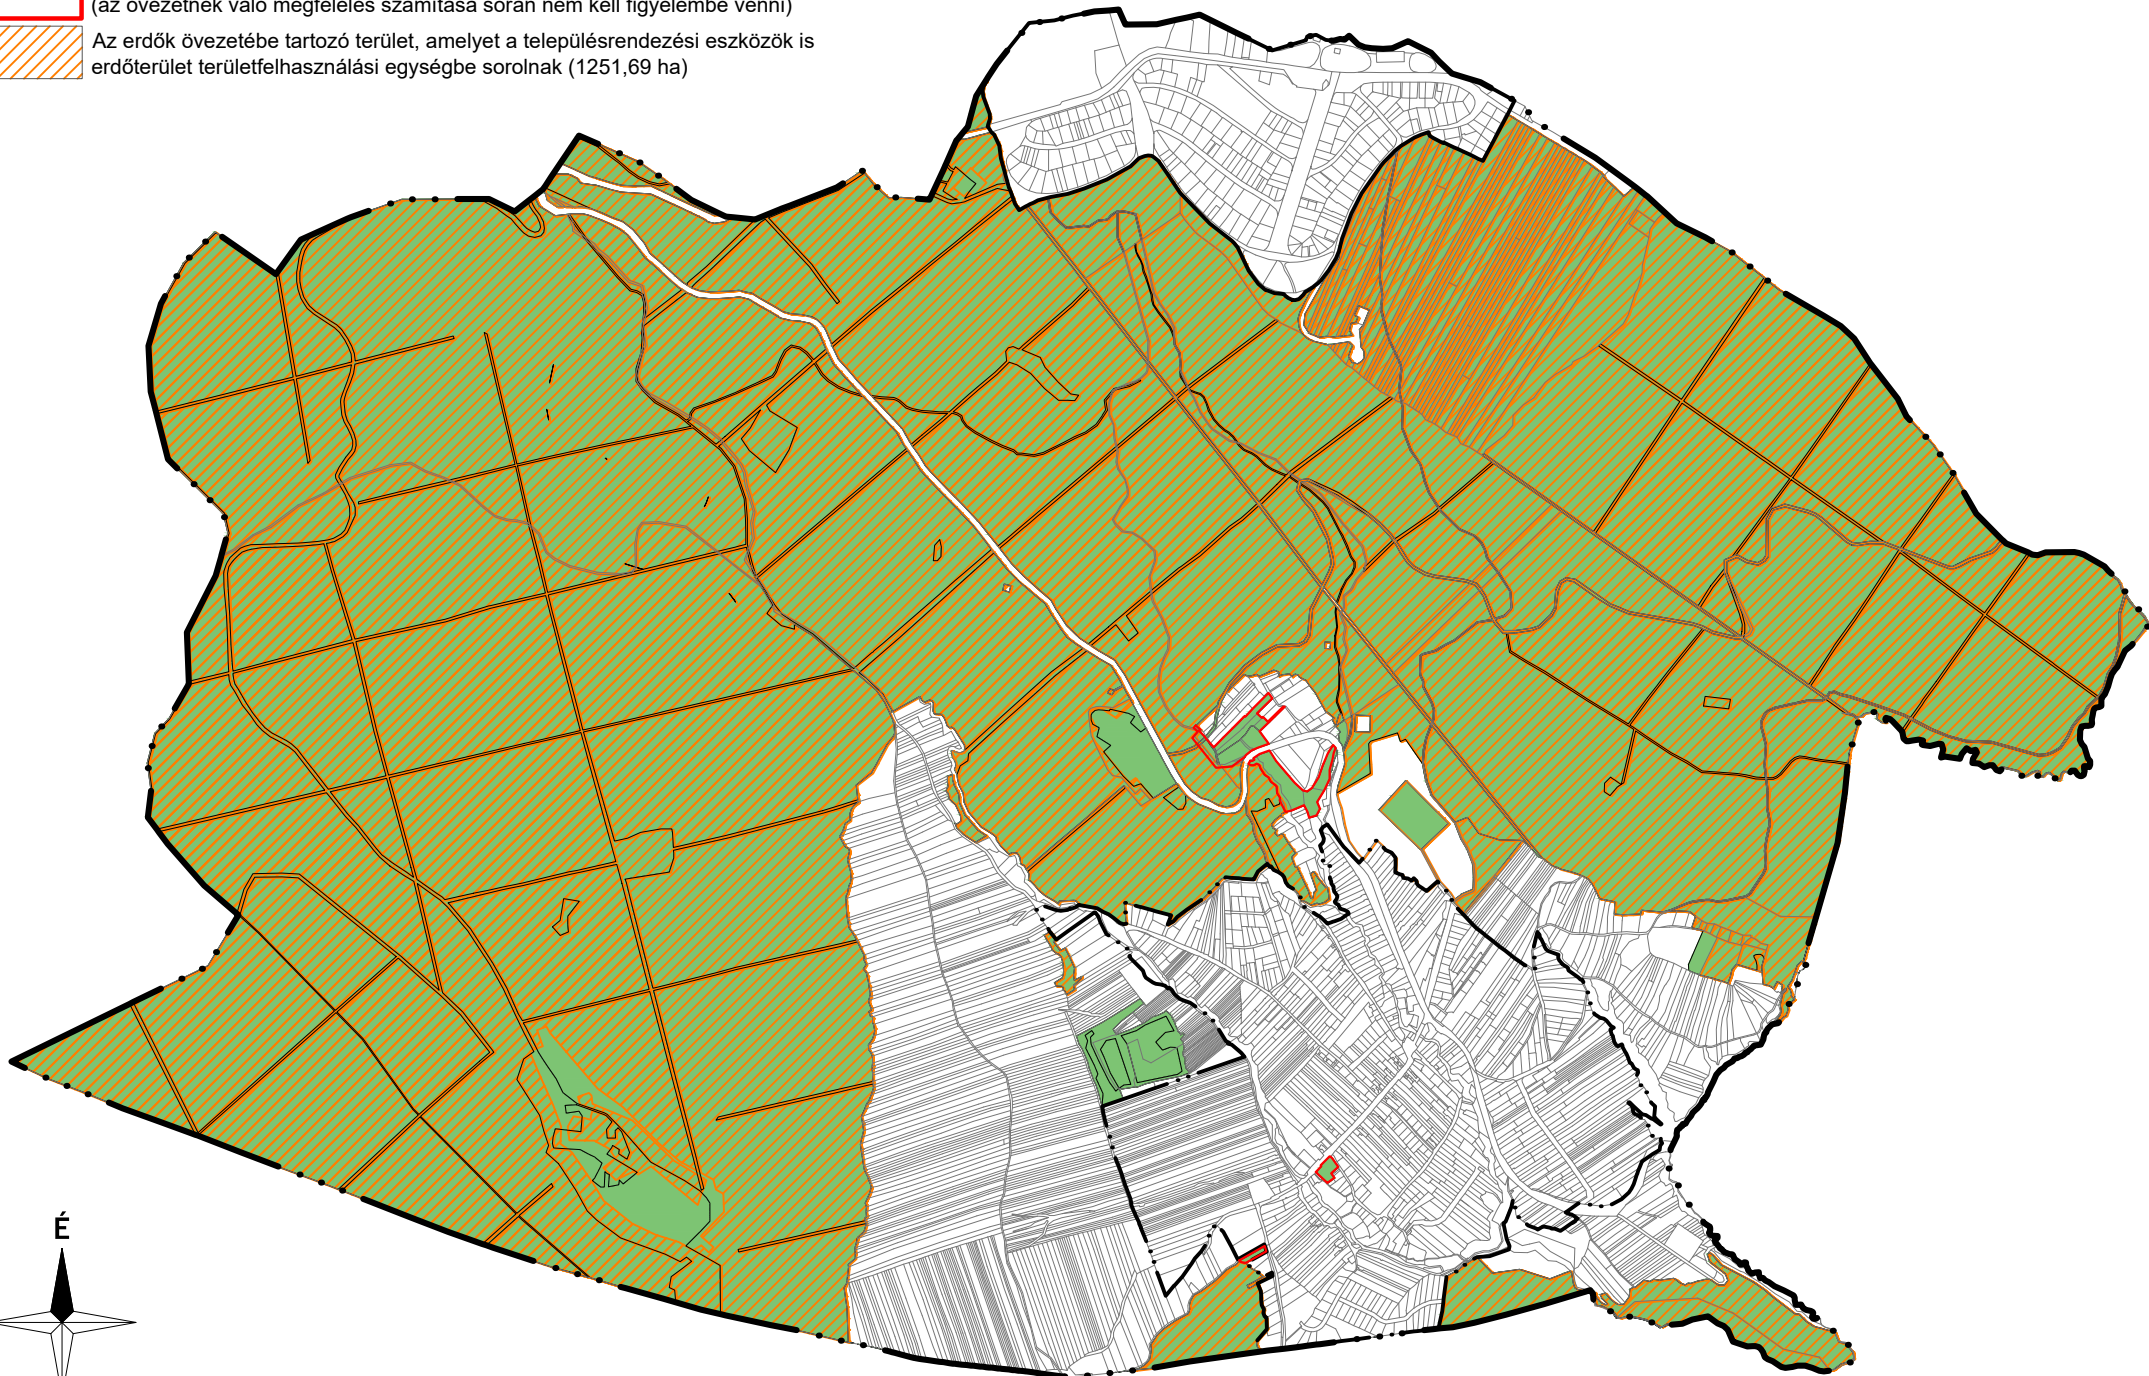 (az övezetnek való megfelelés számítása során nem kell figyelembe venni)
Az erdők övezetébe tartozó terület, amelyet a településrendezési eszközök is
erdőterület területfelhasználási egységbe sorolnak (1251,69 ha)
É